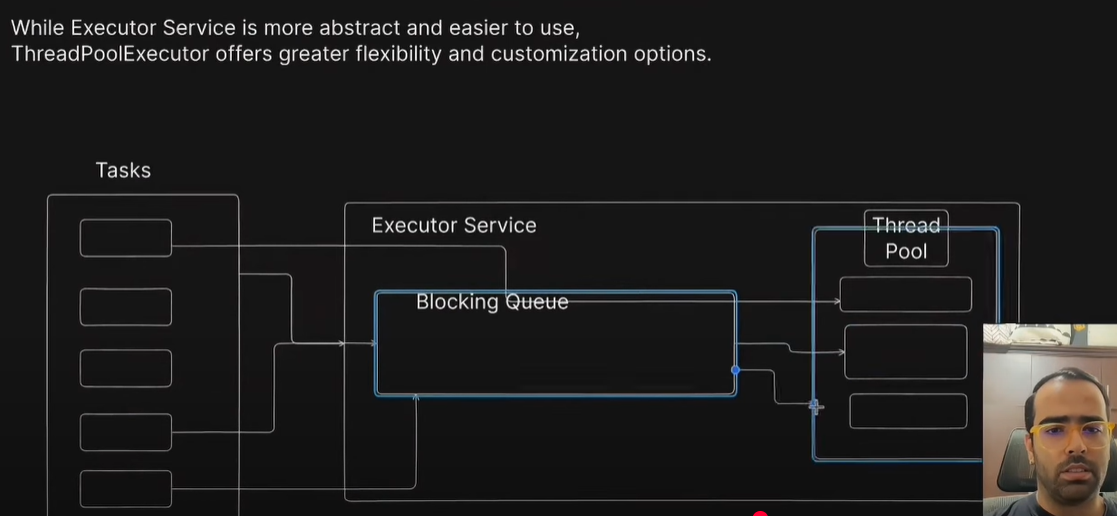 While Executor Service is more abstract and easier to use,
ThreadPoolExecutor offers greater flexibility and customization options.
Tasks
Executor Service
Thread
Pool
Blocking Queue